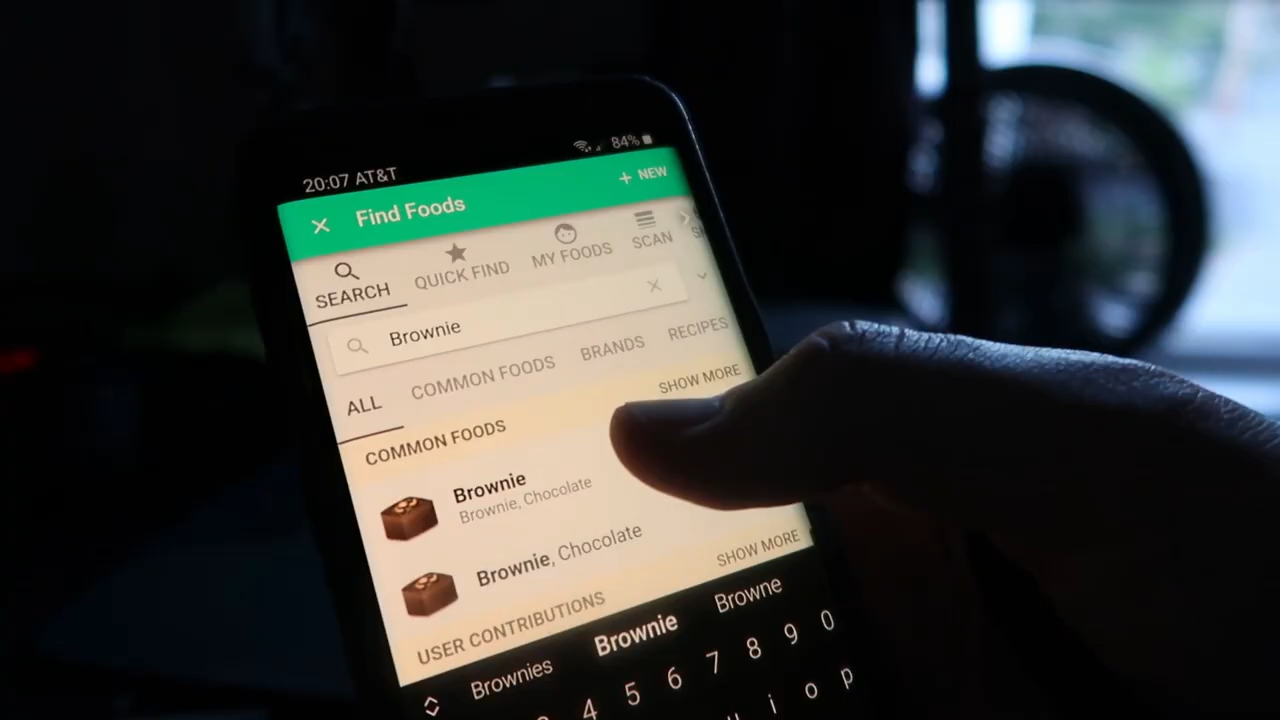 20:07 AT&T 84%
Find Foods + NEW
SEARCH QUICK FIND MY FOODS SCAN
Brownie
ALL COMMON FOODS BRANDS RECIPES
COMMON FOODS SHOW MORE
Brownie
Brownie, Chocolate
Brownie, Chocolate
USER CONTRIBUTIONS SHOW MORE
Brownies Brownie Browne
4 5 6 7 8 9 0
i o p